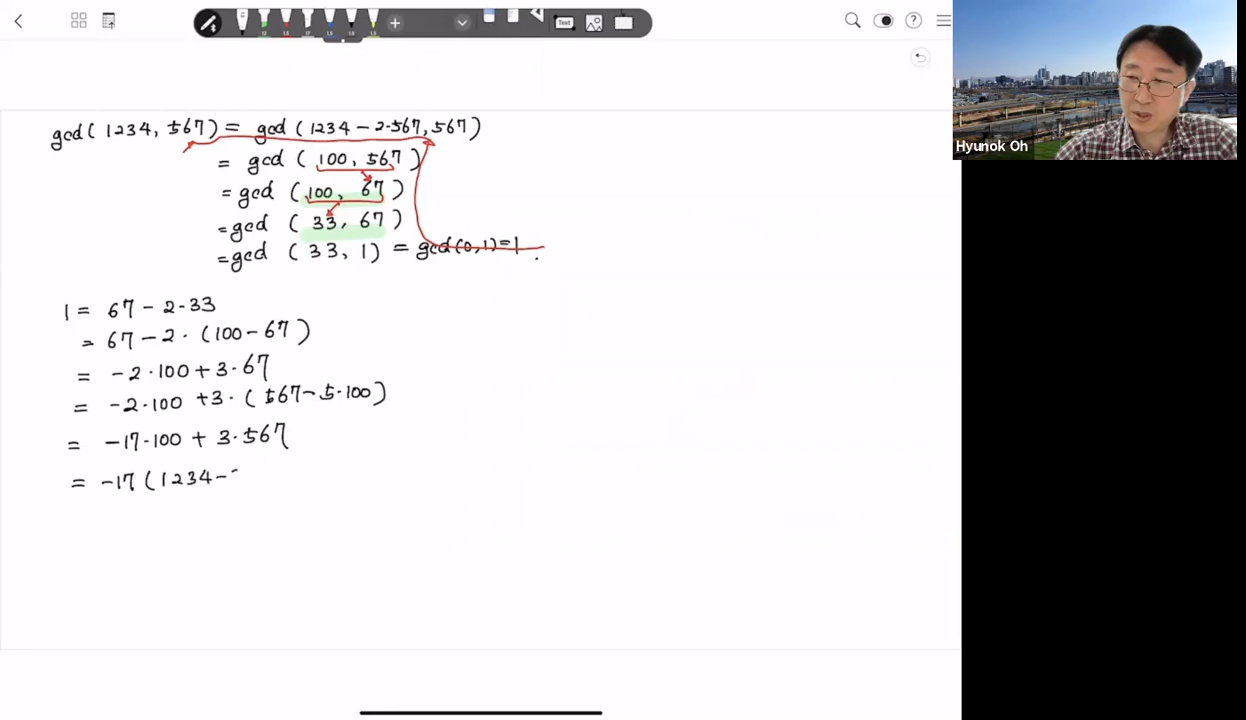 Text
Hyunok Oh
gcd(1234, 567) = gcd(1234-2·567, 567)
= gcd (100, 567)
= gcd (100, 67)
= gcd (33, 67)
= gcd (33, 1) = gcd(0, 1) = 1.
1 = 67 - 2·33
= 67 - 2·(100 - 67)
= -2·100 + 3·67
= -2·100 + 3·(567 - 5·100)
= -17·100 + 3·567
= -17(1234-